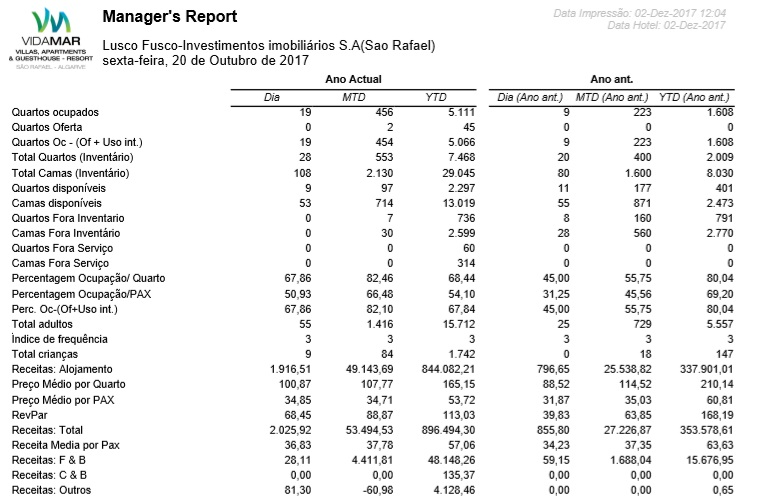 VIDAMAR
VILLAS, APARTMENTS
& GUESTHOUSE - RESORT
SÃO RAFAEL - ALGARVE
Manager's Report
Data Impressão: 02-Dez-2017 12:04
Data Hotel: 02-Dez-2017
Lusco Fusco-Investimentos imobiliários S.A(Sao Rafael)
sexta-feira, 20 de Outubro de 2017
Ano Actual Ano ant.
Dia MTD YTD Dia (Ano ant.) MTD (Ano ant.) YTD (Ano ant.)
Quartos ocupados 19 456 5.111 9 223 1.608
Quartos Oferta 0 2 45 0 0 0
Quartos Oc - (Of + Uso int.) 19 454 5.066 9 223 1.608
Total Quartos (Inventário) 28 553 7.468 20 400 2.009
Total Camas (Inventário) 108 2.130 29.045 80 1.600 8.030
Quartos disponíveis 9 97 2.297 11 177 401
Camas disponíveis 53 714 13.019 55 871 2.473
Quartos Fora Inventario 0 7 736 8 160 791
Camas Fora Inventário 0 30 2.599 28 560 2.770
Quartos Fora Serviço 0 0 60 0 0 0
Camas Fora Serviço 0 0 314 0 0 0
Percentagem Ocupação/ Quarto 67,86 82,46 68,44 45,00 55,75 80,04
Percentagem Ocupação/PAX 50,93 66,48 54,10 31,25 45,56 69,20
Perc. Oc-(Of+Uso int.) 67,86 82,10 67,84 45,00 55,75 80,04
Total adultos 55 1.416 15.712 25 729 5.557
Índice de frequência 3 3 3 3 3 3
Total crianças 9 84 1.742 0 18 147
Receitas: Alojamento 1.916,51 49.143,69 844.082,21 796,65 25.538,82 337.901,01
Preço Médio por Quarto 100,87 107,77 165,15 88,52 114,52 210,14
Preço Médio por PAX 34,85 34,71 53,72 31,87 35,03 60,81
RevPar 68,45 88,87 113,03 39,83 63,85 168,19
Receitas: Total 2.025,92 53.494,53 896.494,30 855,80 27.226,87 353.578,61
Receita Media por Pax 36,83 37,78 57,06 34,23 37,35 63,63
Receitas: F & B 28,11 4.411,81 48.148,26 59,15 1.688,04 15.676,95
Receitas: C & B 0,00 0,00 135,37 0,00 0,00 0,00
Receitas: Outros 81,30 -60,98 4.128,46 0,00 0,00 0,65